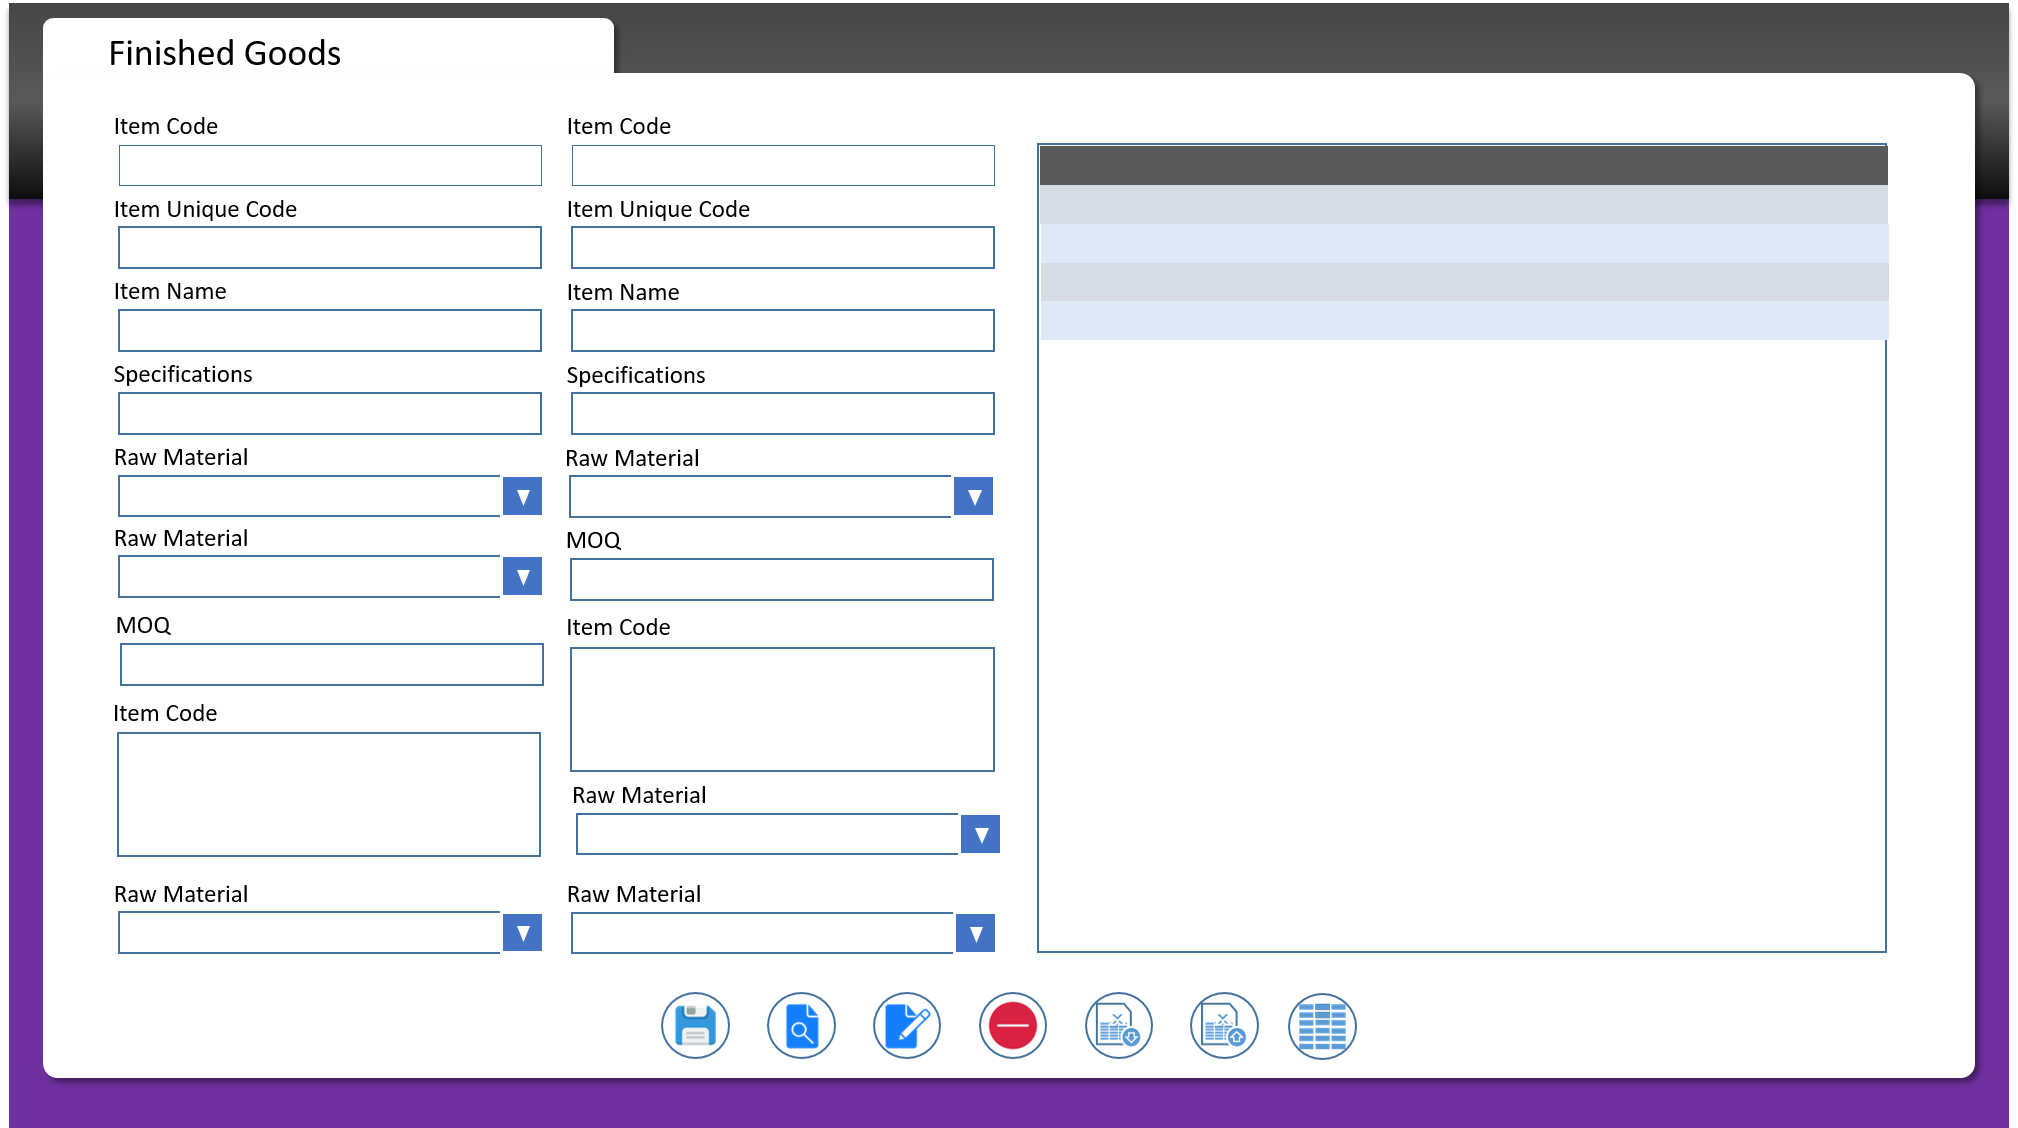 Finished Goods
Item Code
Item Unique Code
Item Name
Specifications
Raw Material
Raw Material
MOQ
Item Code
Raw Material
Item Code
Item Unique Code
Item Name
Specifications
Raw Material
MOQ
Item Code
Raw Material
Raw Material